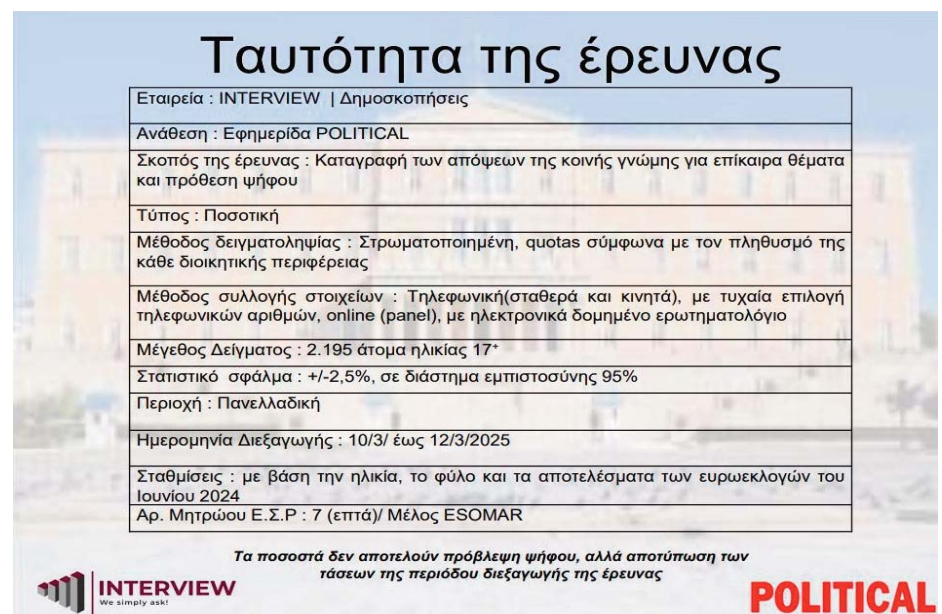 Ταυτότητα της έρευνας
Εταιρεία : INTERVIEW | Δημοσκοπήσεις
Ανάθεση : Εφημερίδα POLITICAL
Σκοπός της έρευνας : Καταγραφή των απόψεων της κοινής γνώμης για επίκαιρα θέματα
και πρόθεση ψήφου
Τύπος : Ποσοτική
Μέθοδος δειγματοληψίας : Στρωματοποιημένη, quotas σύμφωνα με τον πληθυσμό της
κάθε διοικητικής περιφέρειας
Μέθοδος συλλογής στοιχείων : Τηλεφωνική(σταθερά και κινητά), με τυχαία επιλογή
τηλεφωνικών αριθμών, online (panel), με ηλεκτρονικά δομημένο ερωτηματολόγιο
Μέγεθος Δείγματος : 2.195 άτομα ηλικίας 17⁺
Στατιστικό σφάλμα : +/-2,5%, σε διάστημα εμπιστοσύνης 95%
Περιοχή : Πανελλαδική
Ημερομηνία Διεξαγωγής : 10/3/ έως 12/3/2025
Σταθμίσεις : με βάση την ηλικία, το φύλο και τα αποτελέσματα των ευρωεκλογών του
Ιουνίου 2024
Αρ. Μητρώου Ε.Σ.Ρ : 7 (επτά)/ Μέλος ESOMAR
Τα ποσοστά δεν αποτελούν πρόβλεψη ψήφου, αλλά αποτύπωση των
τάσεων της περιόδου διεξαγωγής της έρευνας
INTERVIEW
We simply ask!
POLITICAL